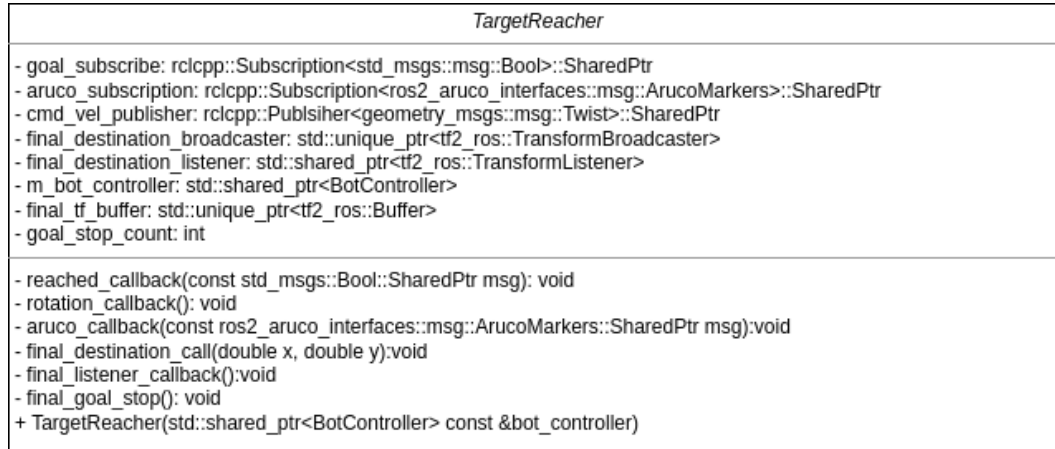 TargetReacher
- goal_subscribe: rclcpp::Subscription<std_msgs::msg::Bool>::SharedPtr
- aruco_subscription: rclcpp::Subscription<ros2_aruco_interfaces::msg::ArucoMarkers>::SharedPtr
- cmd_vel_publisher: rclcpp::Publsiher<geometry_msgs::msg::Twist>::SharedPtr
- final_destination_broadcaster: std::unique_ptr<tf2_ros::TransformBroadcaster>
- final_destination_listener: std::shared_ptr<tf2_ros::TransformListener>
- m_bot_controller: std::shared_ptr<BotController>
- final_tf_buffer: std::unique_ptr<tf2_ros::Buffer>
- goal_stop_count: int
- reached_callback(const std_msgs::Bool::SharedPtr msg): void
- rotation_callback(): void
- aruco_callback(const ros2_aruco_interfaces::msg::ArucoMarkers::SharedPtr msg):void
- final_destination_call(double x, double y):void
- final_listener_callback():void
- final_goal_stop(): void
+ TargetReacher(std::shared_ptr<BotController> const &bot_controller)